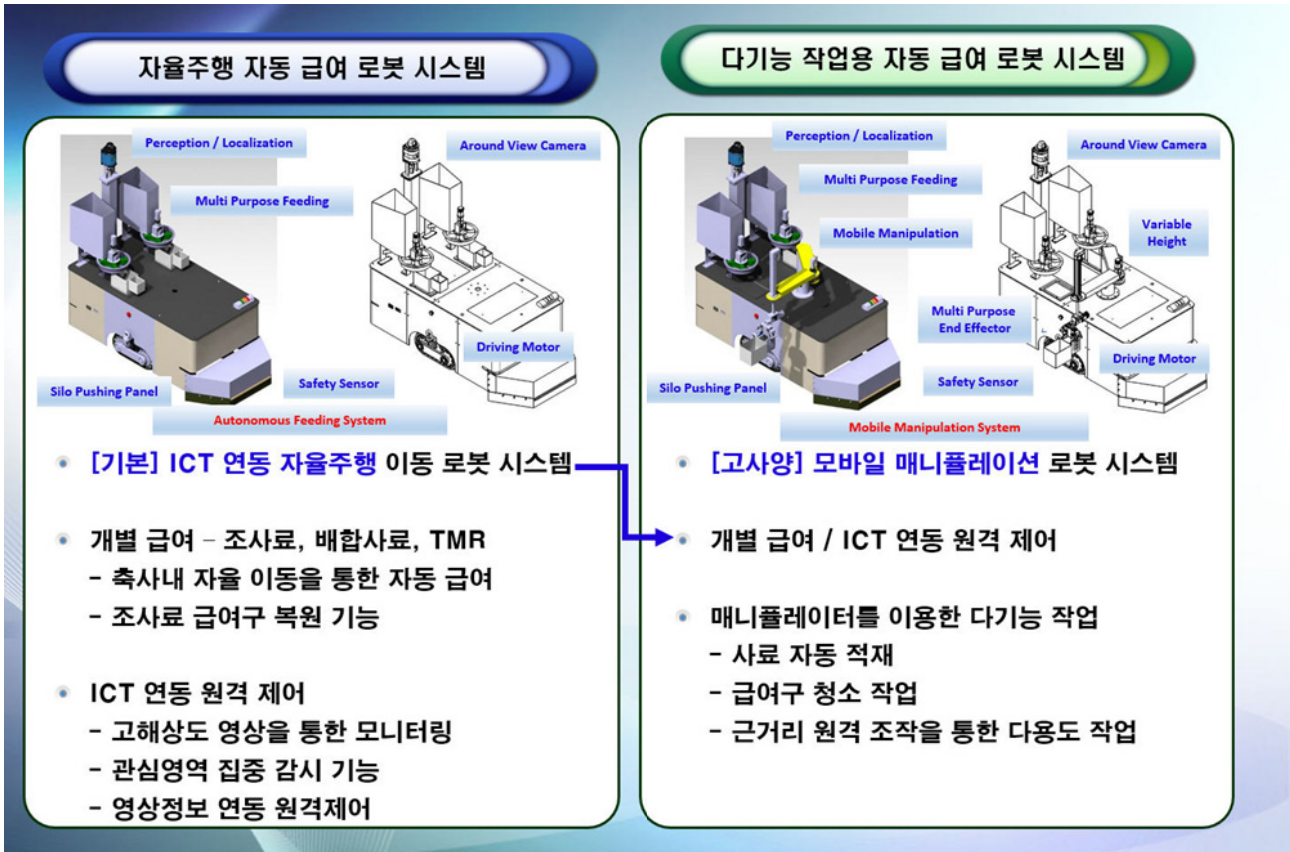 자율주행 자동 급여 로봇 시스템
Perception / Localization
Around View Camera
Multi Purpose Feeding
Driving Motor
Silo Pushing Panel
Safety Sensor
Autonomous Feeding System
[기본] ICT 연동 자율주행 이동 로봇 시스템
개별 급여 – 조사료, 배합사료, TMR
- 축사내 자율 이동을 통한 자동 급여
- 조사료 급여구 복원 기능
ICT 연동 원격 제어
- 고해상도 영상을 통한 모니터링
- 관심영역 집중 감시 기능
- 영상정보 연동 원격제어
다기능 작업용 자동 급여 로봇 시스템
Perception / Localization
Around View Camera
Multi Purpose Feeding
Mobile Manipulation
Variable
Height
Multi Purpose
End Effector
Driving Motor
Silo Pushing Panel
Safety Sensor
Mobile Manipulation System
[고사양] 모바일 매니퓰레이션 로봇 시스템
개별 급여 / ICT 연동 원격 제어
매니퓰레이터를 이용한 다기능 작업
- 사료 자동 적재
- 급여구 청소 작업
- 근거리 원격 조작을 통한 다용도 작업